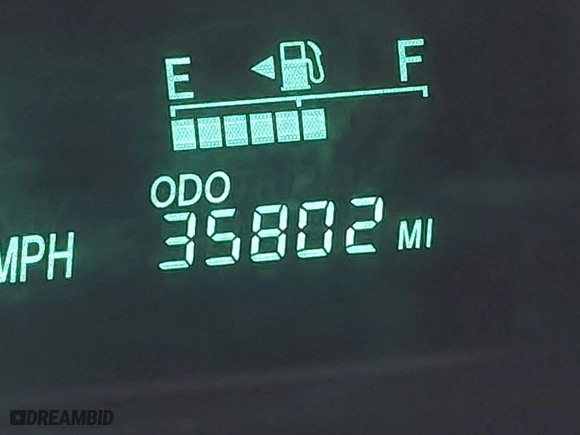 E F
ODO
35802 MI
MPH
DREAMBID